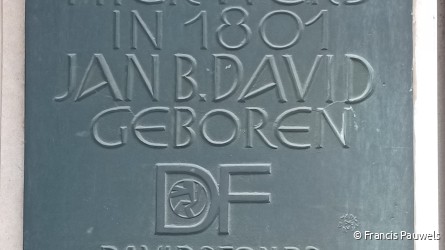 IN 1801
JAN B. DAVID
GEBOREN
DF
© Francis Pauwels